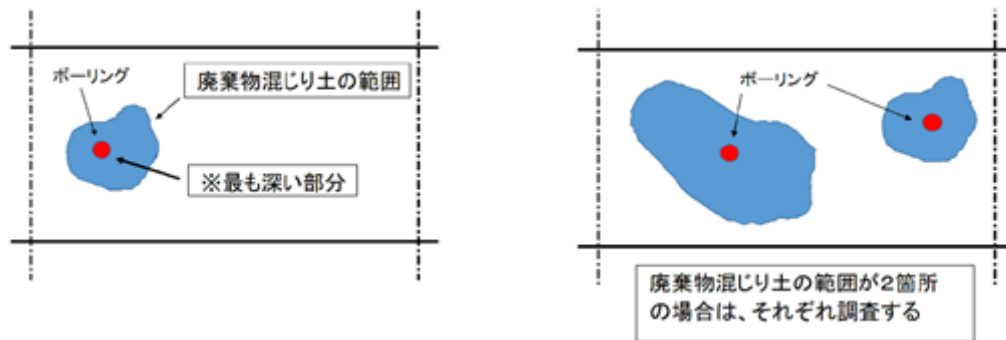 ボーリング
廃棄物混じり土の範囲
※最も深い部分
ボーリング
廃棄物混じり土の範囲が２箇所
の場合は、それぞれ調査する